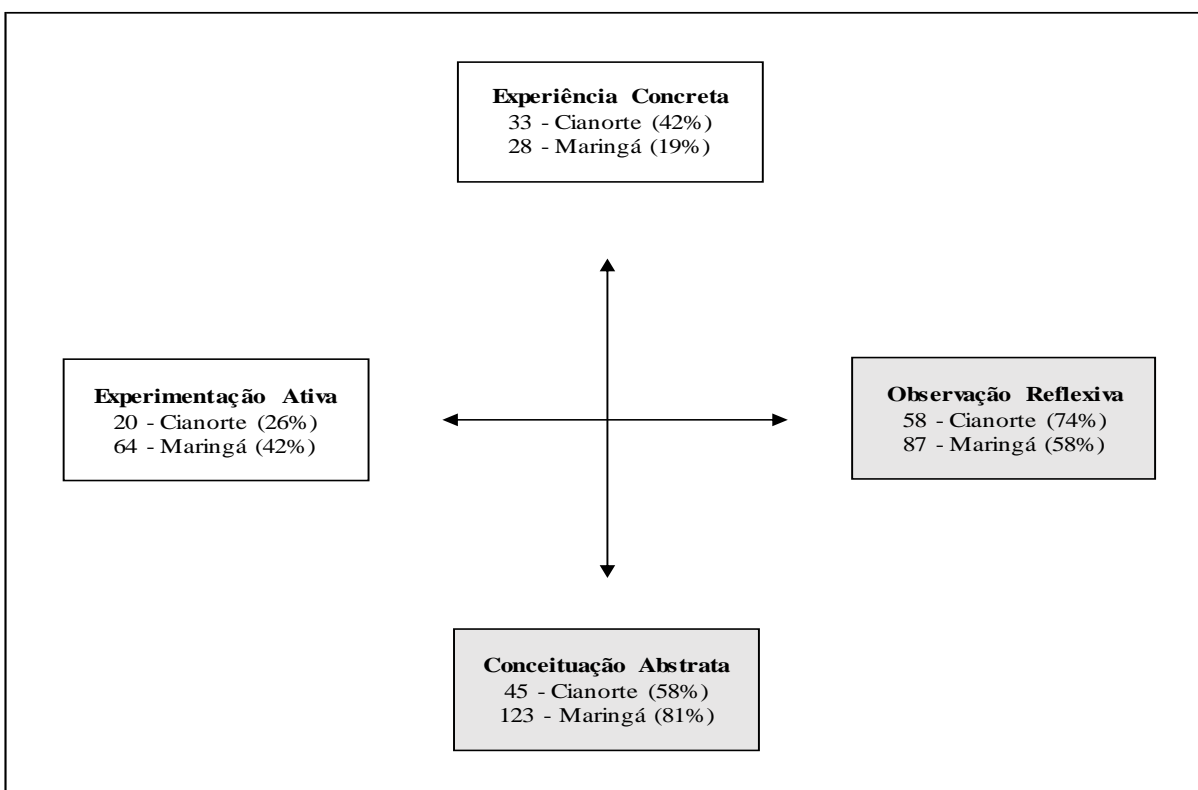 Experiência Concreta
33 - Cianorte (42%)
28 - Maringá (19%)
Experimentação Ativa
20 - Cianorte (26%)
64 - Maringá (42%)
Observação Reflexiva
58 - Cianorte (74%)
87 - Maringá (58%)
Conceituação Abstrata
45 - Cianorte (58%)
123 - Maringá (81%)